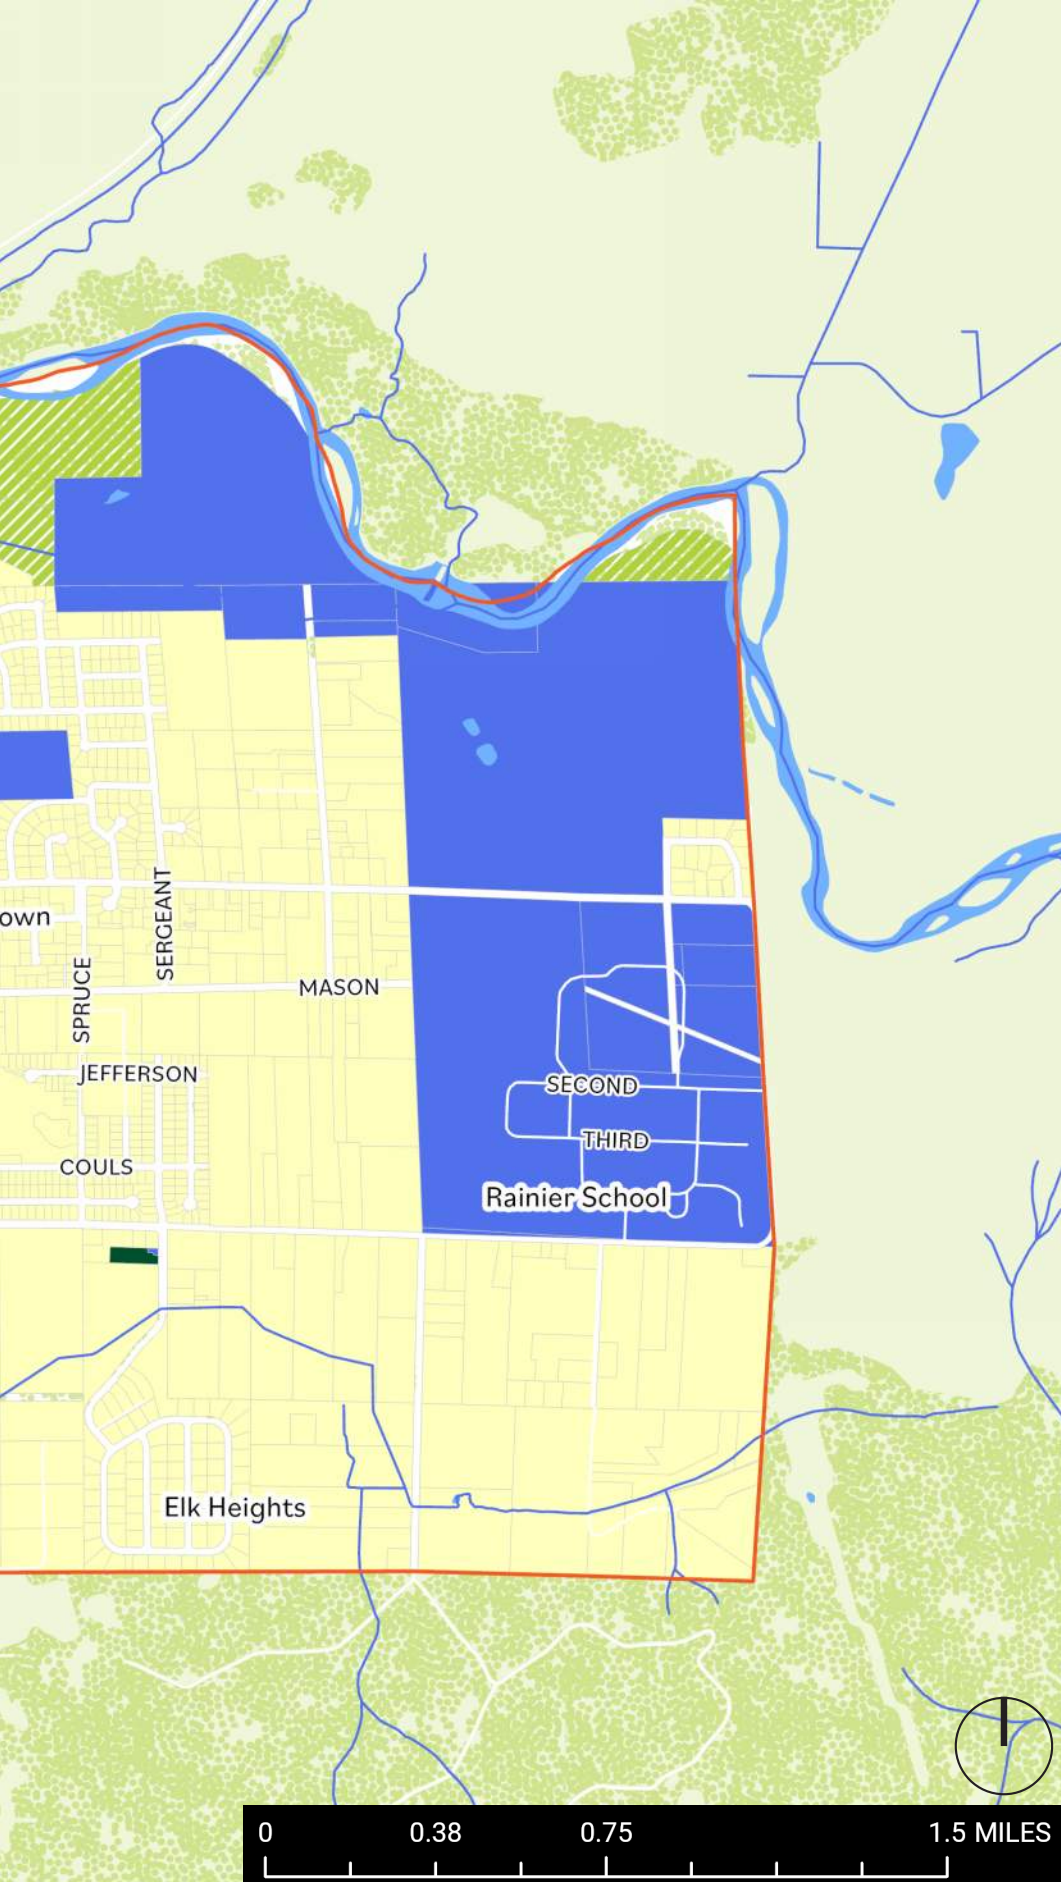 SERGEANT
own
SPRUCE
MASON
JEFFERSON
SECOND
THIRD
COULS
Rainier School
Elk Heights
0 0.38 0.75 1.5 MILES